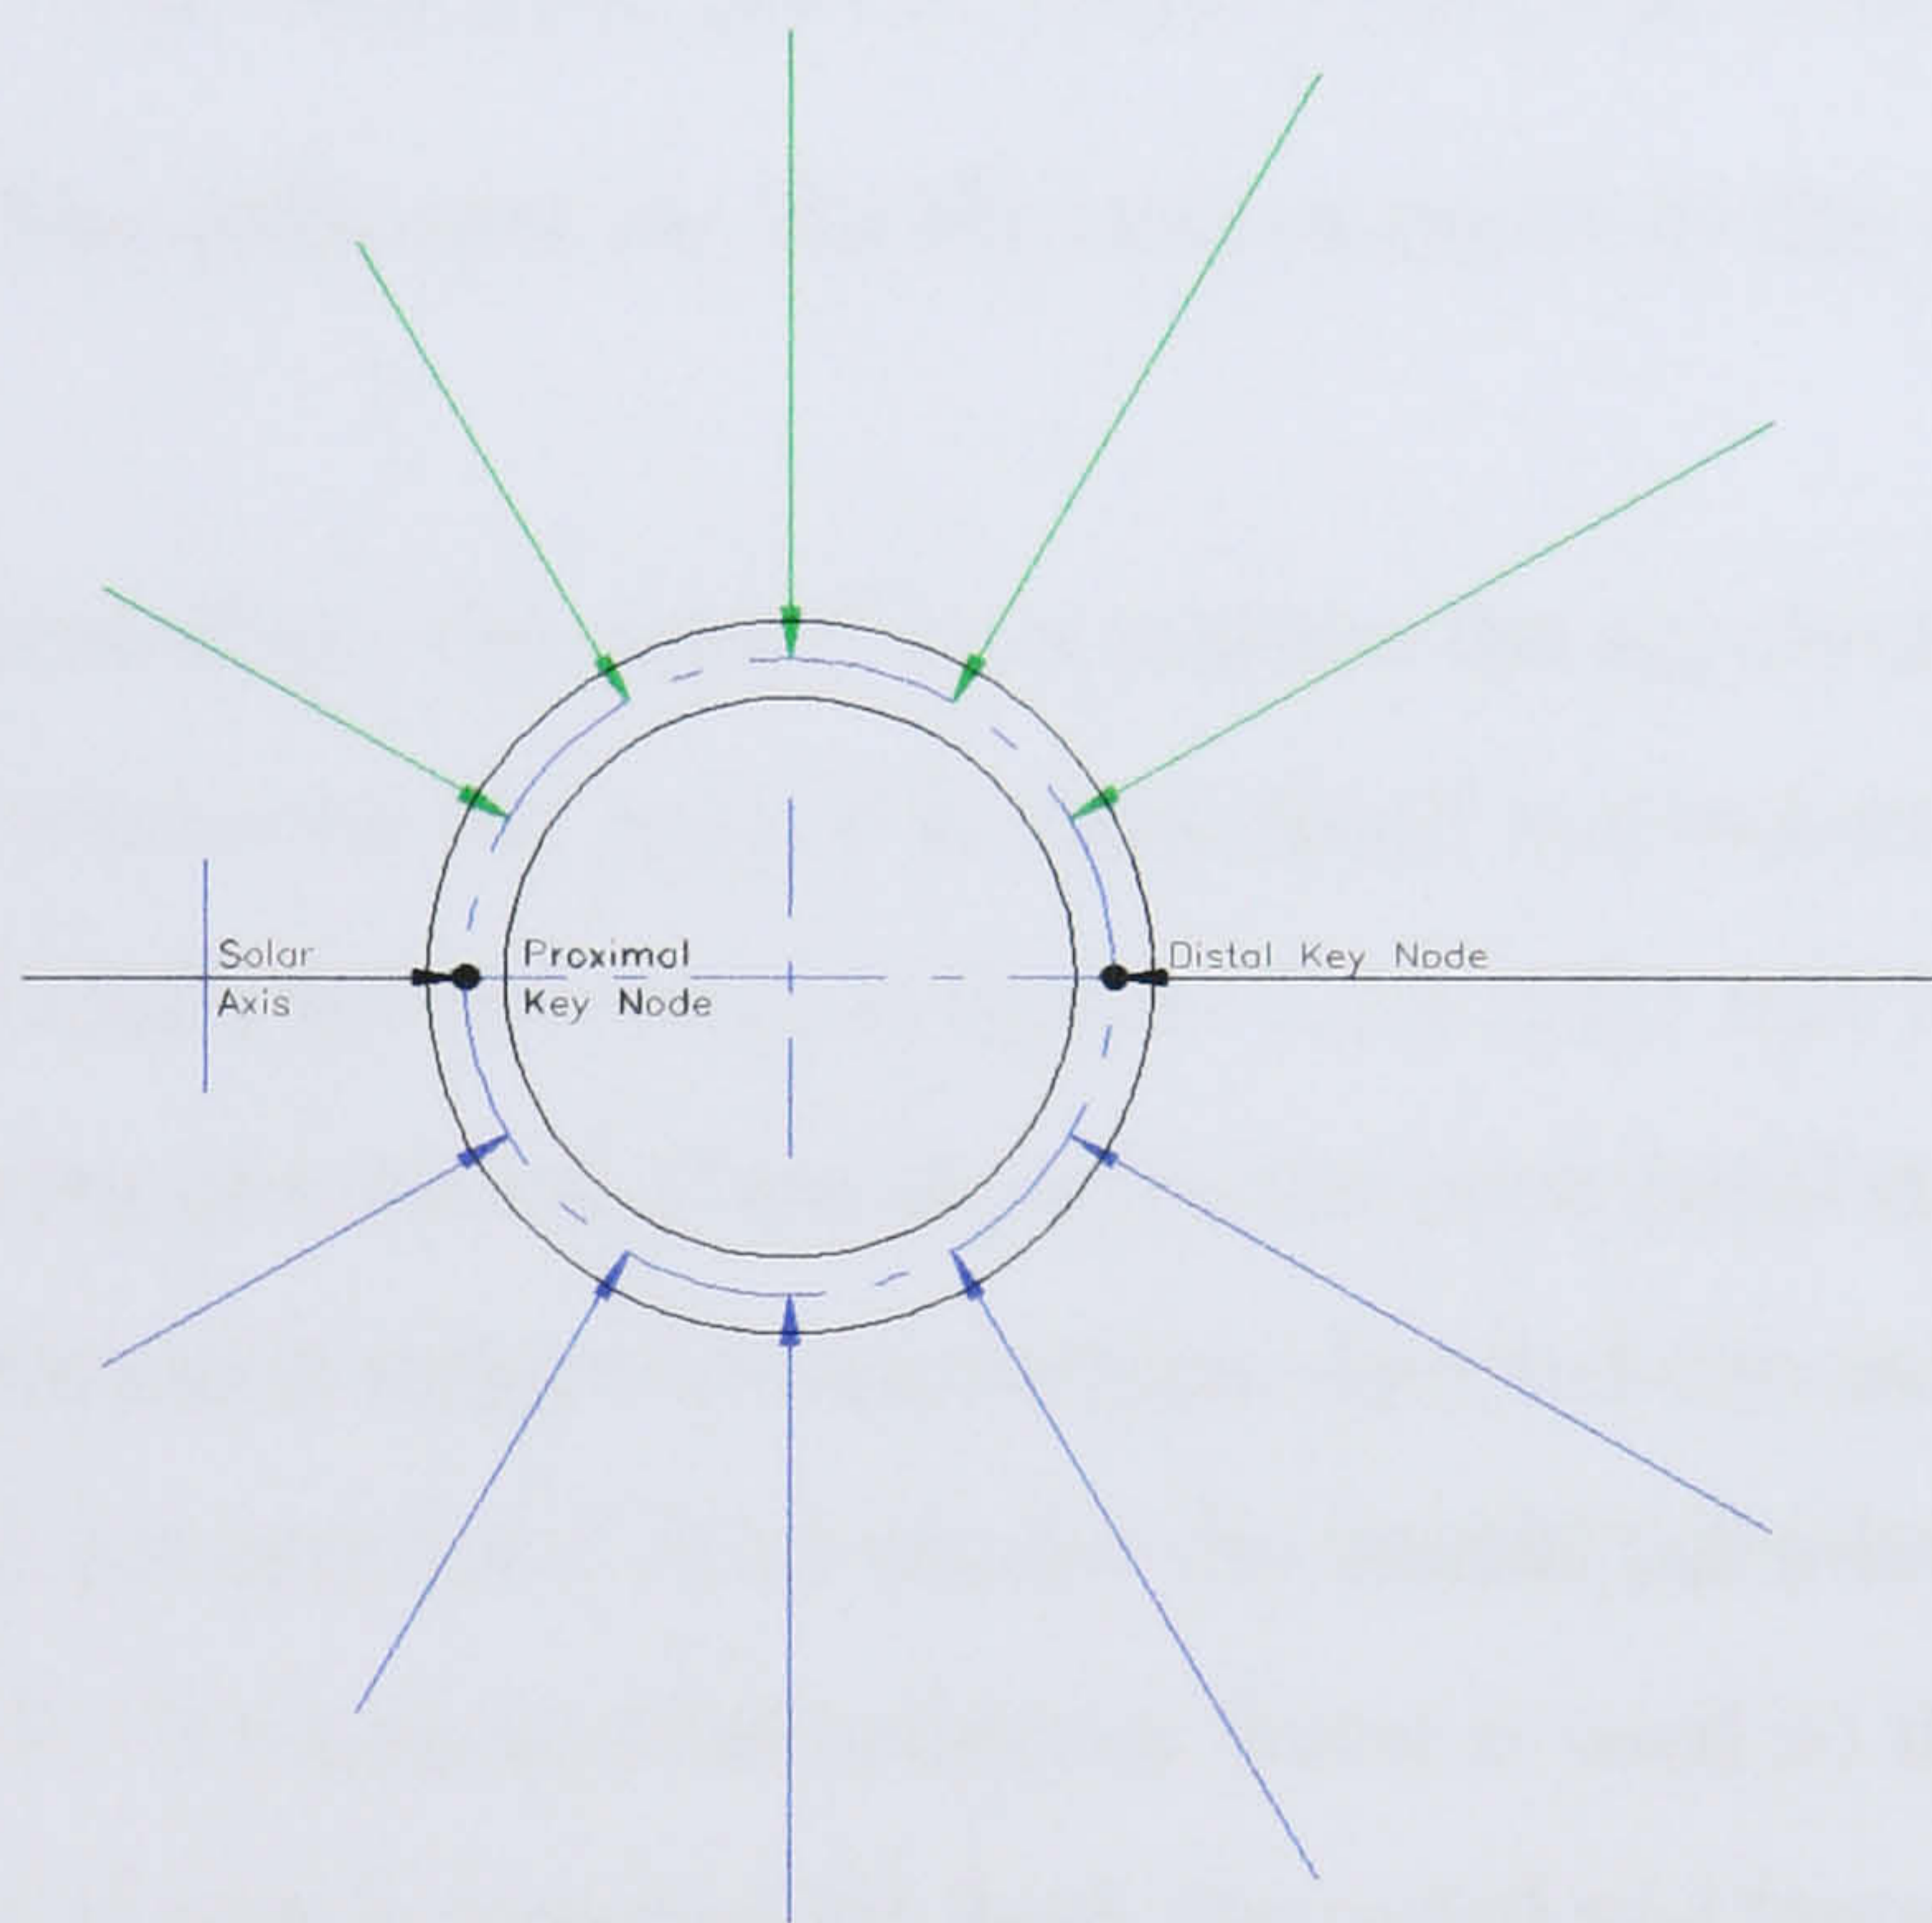 Solar
Axis
Proximal
Key Node
Distal Key Node